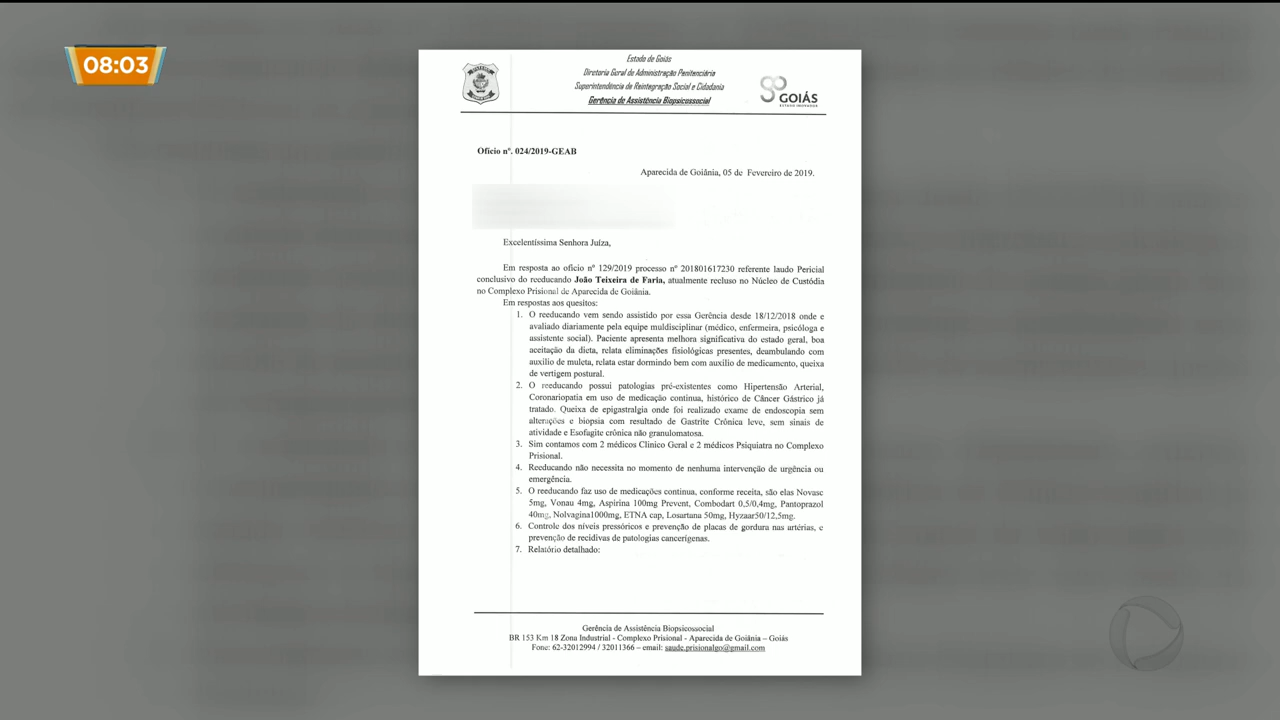 08:03
Estado de Goiás
Diretoria Geral de Administração Penitenciária
Superintendência de Reintegração Social e Cidadania
Gerência de Assistência Biopsicossocial
GOIÁS
ESTADO INOVADOR
Ofício nº. 024/2019-GEAB
Aparecida de Goiânia, 05 de Fevereiro de 2019.
Excelentíssima Senhora Juíza,
Em resposta ao ofício nº 129/2019 processo nº 201801617230 referente laudo Pericial
conclusivo do reeducando João Teixeira de Faria, atualmente recluso no Núcleo de Custódia
no Complexo Prisional de Aparecida de Goiânia.
Em respostas aos quesitos:
1. O reeducando vem sendo assistido por essa Gerência desde 18/12/2018 onde e
avaliado diariamente pela equipe muldisciplinar (médico, enfermeira, psicóloga e
assistente social). Paciente apresenta melhora significativa do estado geral, boa
aceitação da dieta, relata eliminações fisiológicas presentes, deambulando com
auxilio de muleta, relata estar dormindo bem com auxilio de medicamento, queixa
de vertigem postural.
2. O reeducando possui patologias pré-existentes como Hipertensão Arterial,
Coronariopatia em uso de medicação continua, histórico de Câncer Gástrico já
tratado. Queixa de epigastralgia onde foi realizado exame de endoscopia sem
alterações e biopsia com resultado de Gastrite Crônica leve, sem sinais de
atividade e Esofagite crônica não granulomatosa.
3. Sim contamos com 2 médicos Clinico Geral e 2 médicos Psiquiatra no Complexo
Prisional.
4. Reeducando não necessita no momento de nenhuma intervenção de urgência ou
emergência.
5. O reeducando faz uso de medicações continua, conforme receita, são elas Novasc
5mg, Vonau 4mg, Aspirina 100mg Prevent, Combodart 0,5/0,4mg, Pantoprazol
40mg, Nolvagina1000mg, ETNA cap, Losartana 50mg, Hyzaar50/12,5mg.
6. Controle dos níveis pressóricos e prevenção de placas de gordura nas artérias, e
prevenção de recidivas de patologias cancerígenas.
7. Relatório detalhado:
Gerência de Assistência Biopsicossocial
BR 153 Km 18 Zona Industrial - Complexo Prisional - Aparecida de Goiânia – Goiás
Fone: 62-32012994 / 32011366 – email: saude.prisionalgo@gmail.com